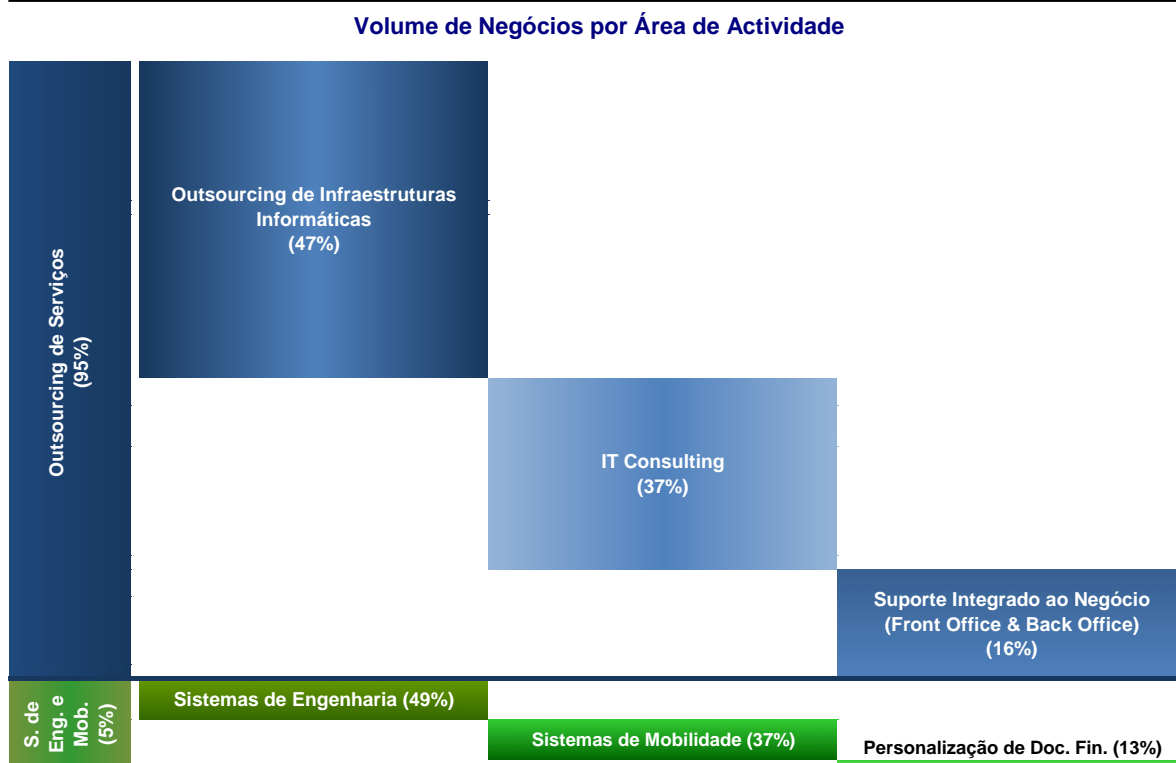 Volume de Negócios por Área de Actividade
Outsourcing de Serviços
(95%)
Outsourcing de Infraestruturas
Informáticas
(47%)
IT Consulting
(37%)
Suporte Integrado ao Negócio
(Front Office & Back Office)
(16%)
S. de
Eng. e
Mob.
(5%)
Sistemas de Engenharia (49%)
Sistemas de Mobilidade (37%)
Personalização de Doc. Fin. (13%)